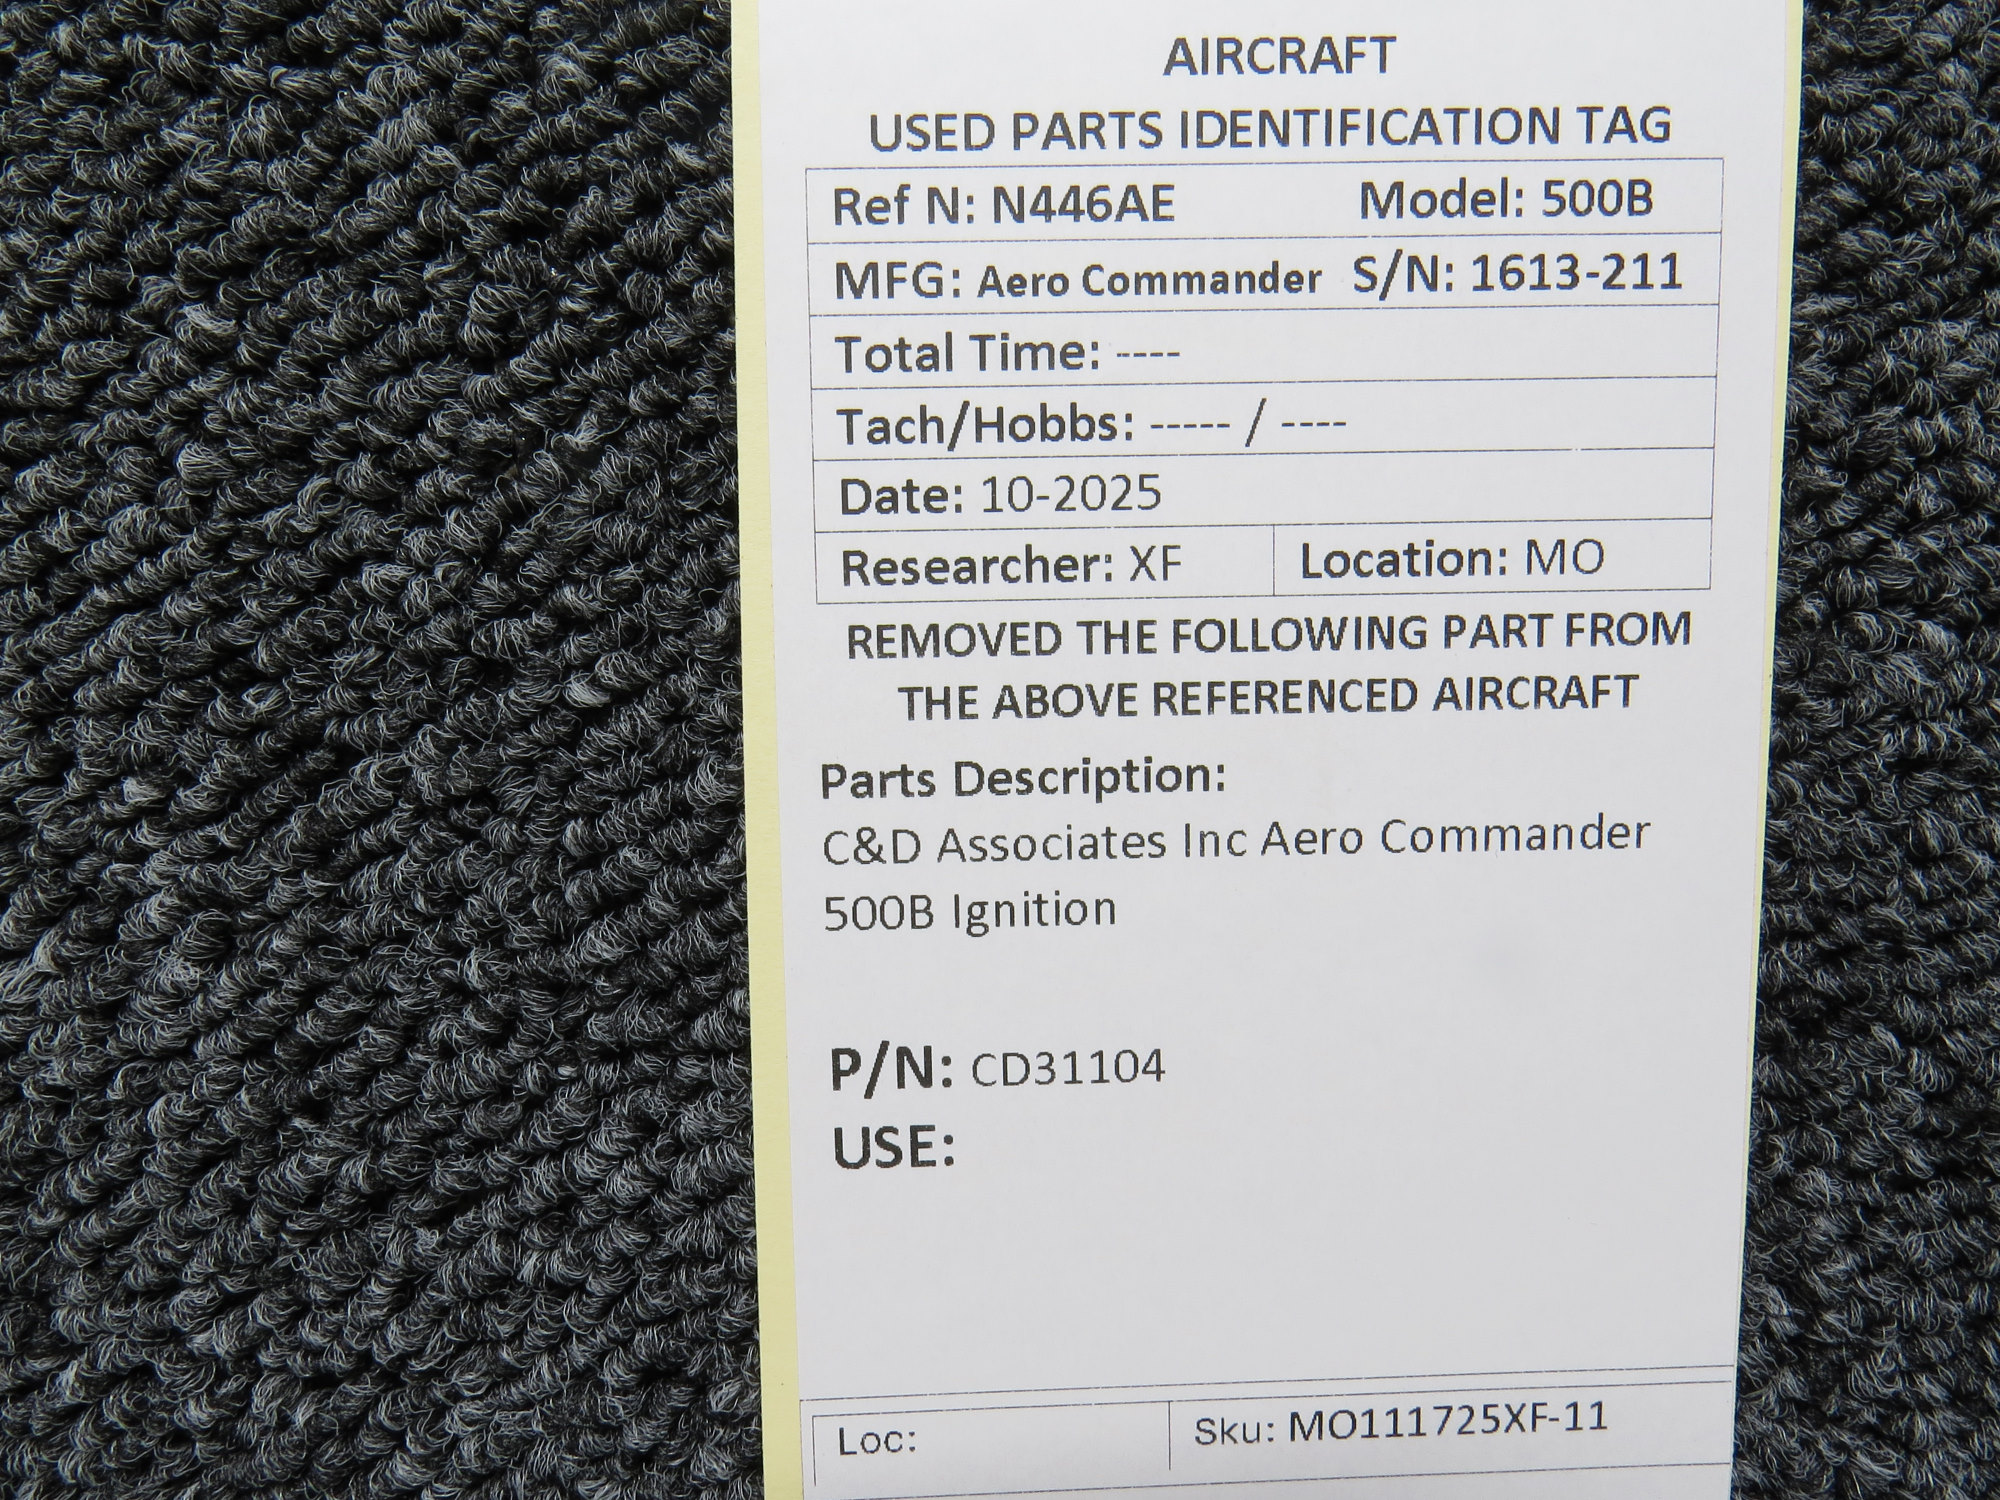 AIRCRAFT
USED PARTS IDENTIFICATION TAG
Ref N: N446AE Model: 500B
MFG: Aero Commander S/N: 1613-211
Total Time: ----
Tach/Hobbs: ----- / ----
Date: 10-2025
Researcher: XF Location: MO
REMOVED THE FOLLOWING PART FROM
THE ABOVE REFERENCED AIRCRAFT
Parts Description:
C&D Associates Inc Aero Commander
500B Ignition
P/N: CD31104
USE:
Loc: Sku: MO111725XF-11